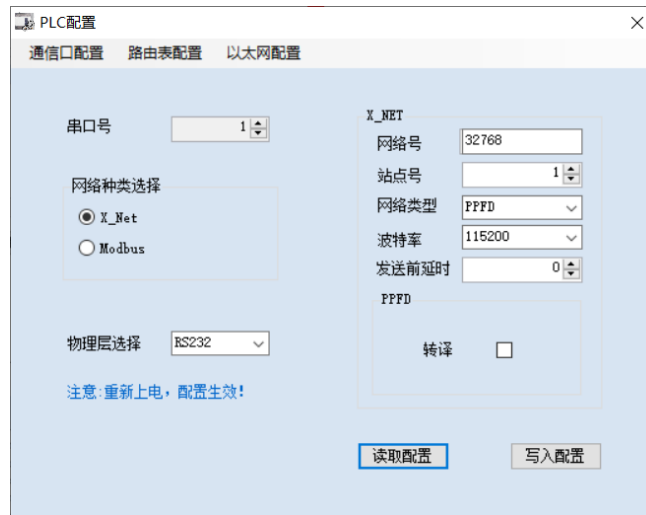 PLC配置
通信口配置 路由表配置 以太网配置
串口号 1
网络种类选择
X_Net
Modbus
物理层选择 RS232
注意:重新上电，配置生效!
X_NET
网络号 32768
站点号 1
网络类型 PPFD
波特率 115200
发送前延时 0
PPFD
转译
读取配置 写入配置